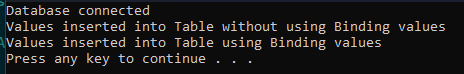 Database connected
Values inserted into Table without using Binding values
Values inserted into Table using Binding values
Press any key to continue . . .